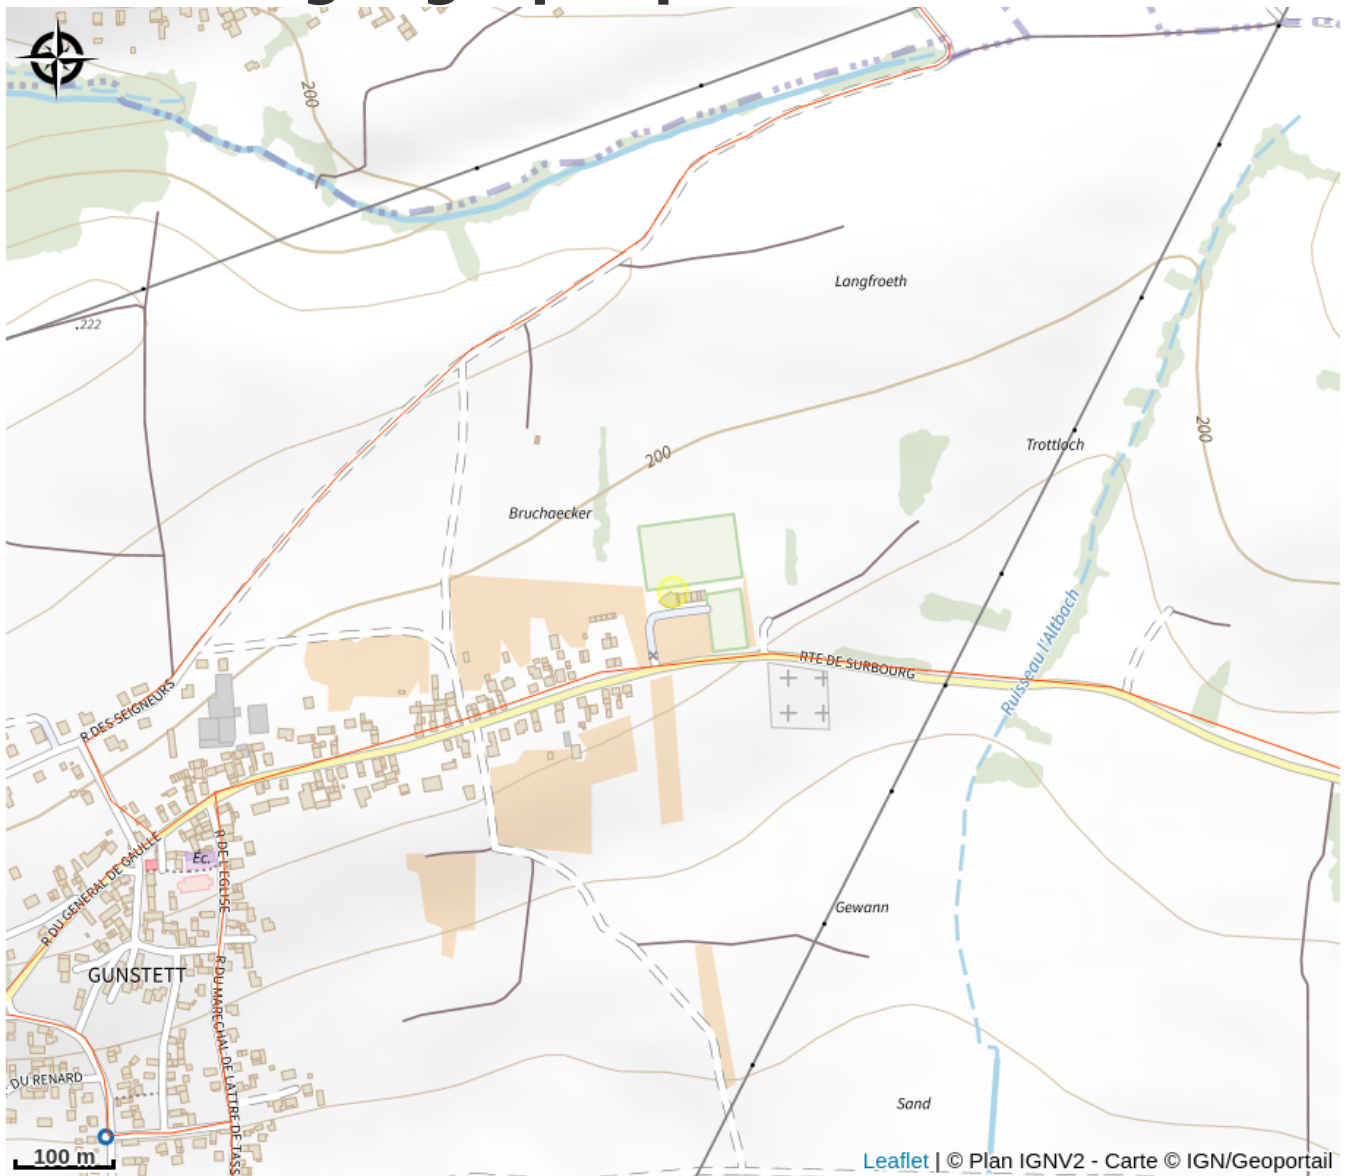 200
.222
Langfroeth
Trottloch
200
200
Bruchaecker
Ruisseau l'Altbach
RTE DE SURBOURG
R DES SEIGNEURS
R DU GENERAL DE GAULLE
Éc.
R DE L'EGLISE
Gewann
GUNSTETT
R DU MARECHAL DE LATTRE DE TASS
DU RENARD
Sand
100 m
Leaflet | © Plan IGNV2 - Carte © IGN/Geoportail